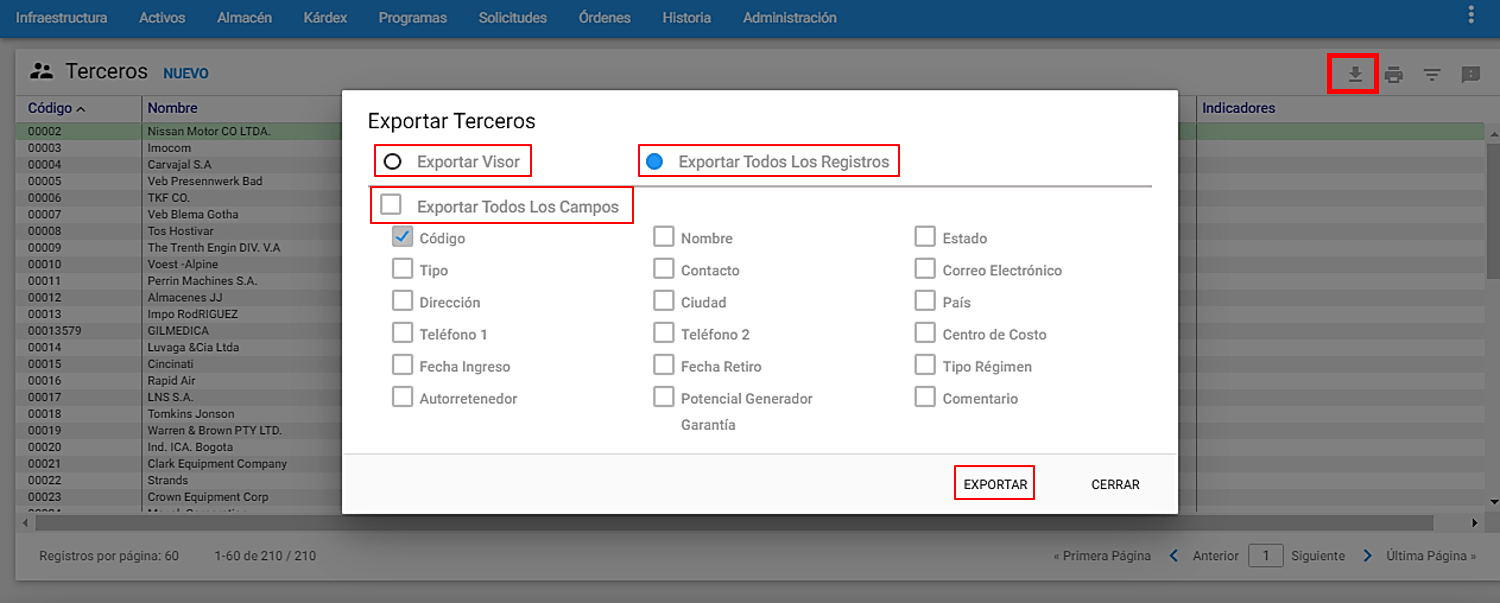 Infraestructura Activos Almacén Kárdex Programas Solicitudes Órdenes Historia Administración
Terceros NUEVO
Código Nombre Indicadores
00002 Nissan Motor CO LTDA.
00003 Imocom
00004 Carvajal S.A
00005 Veb Presennwerk Bad
00006 TKF CO.
00007 Veb Blema Gotha
00008 Tos Hostivar
00009 The Trenth Engin DIV. V.A
00010 Voest -Alpine
00011 Perrin Machines S.A.
00012 Almacenes JJ
00013 Impo RodRIGUEZ
00013579 GILMEDICA
00014 Luvaga &Cia Ltda
00015 Cincinati
00016 Rapid Air
00017 LNS S.A.
00018 Tomkins Jonson
00019 Warren & Brown PTY LTD.
00020 Ind. ICA. Bogota
00021 Clark Equipment Company
00022 Strands
00023 Crown Equipment Corp
Exportar Terceros
Exportar Visor Exportar Todos Los Registros
Exportar Todos Los Campos
Código Nombre Estado
Tipo Contacto Correo Electrónico
Dirección Ciudad País
Teléfono 1 Teléfono 2 Centro de Costo
Fecha Ingreso Fecha Retiro Tipo Régimen
Autorretenedor Potencial Generador Comentario
Garantía
EXPORTAR CERRAR
Registros por página: 60 1-60 de 210 / 210 « Primera Página Anterior 1 Siguiente Última Página »